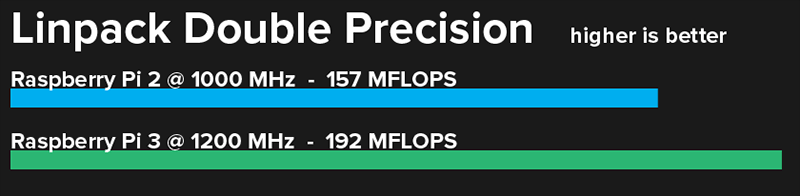 Linpack Double Precision higher is better
Raspberry Pi 2 @ 1000 MHz - 157 MFLOPS
Raspberry Pi 3 @ 1200 MHz - 192 MFLOPS